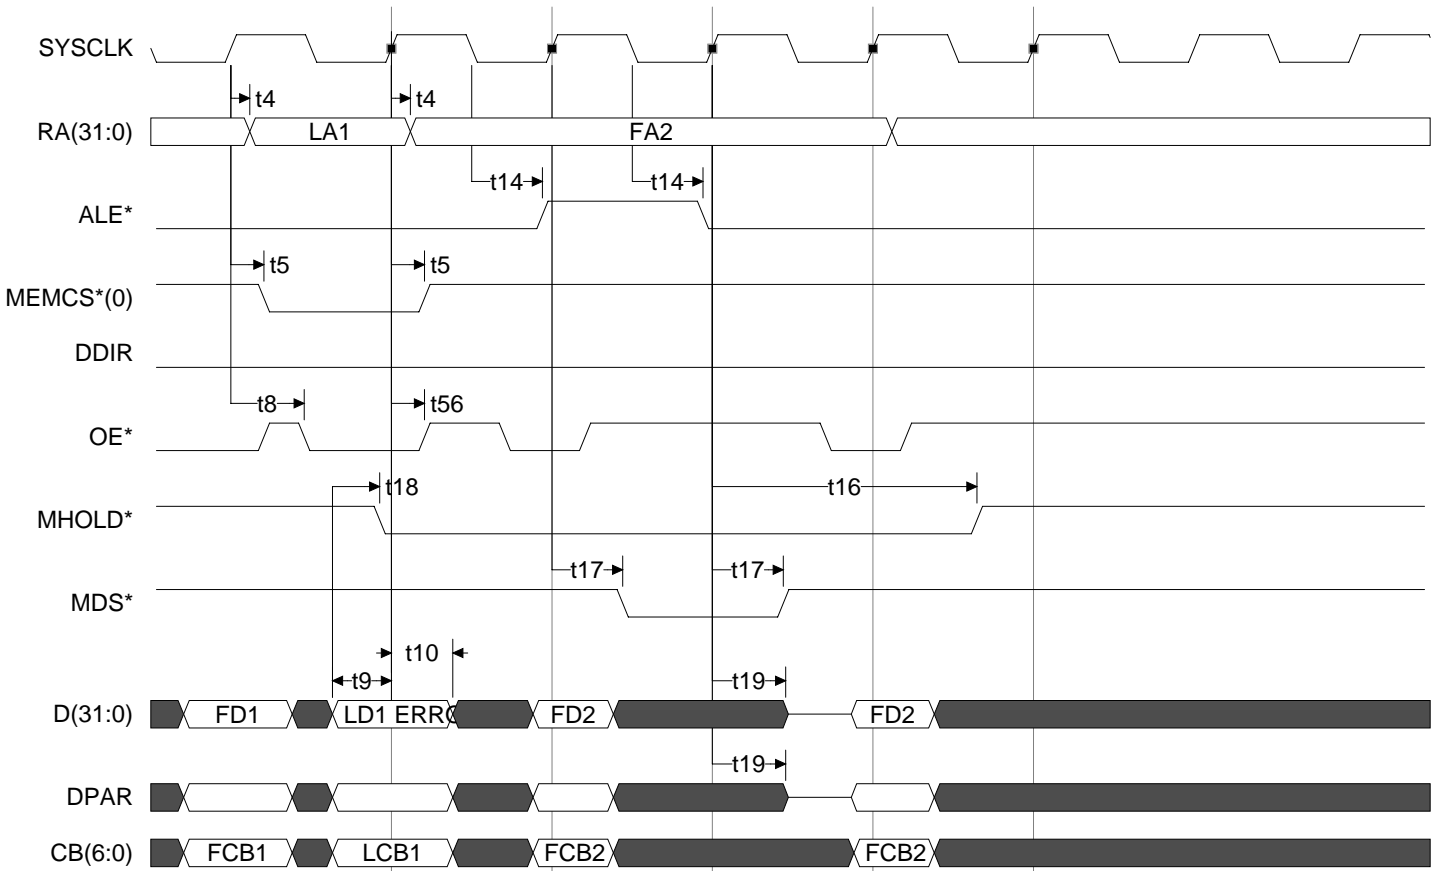 SYSCLK
t4 t4
RA(31:0) LA1 FA2
t14 t14
ALE*
t5 t5
MEMCS*(0)
DDIR
t8 t56
OE*
t18 t16
MHOLD*
t17 t17
MDS*
t10
t9 t19
D(31:0) FD1 LD1 ERRO FD2 FD2
t19
DPAR
CB(6:0) FCB1 LCB1 FCB2 FCB2